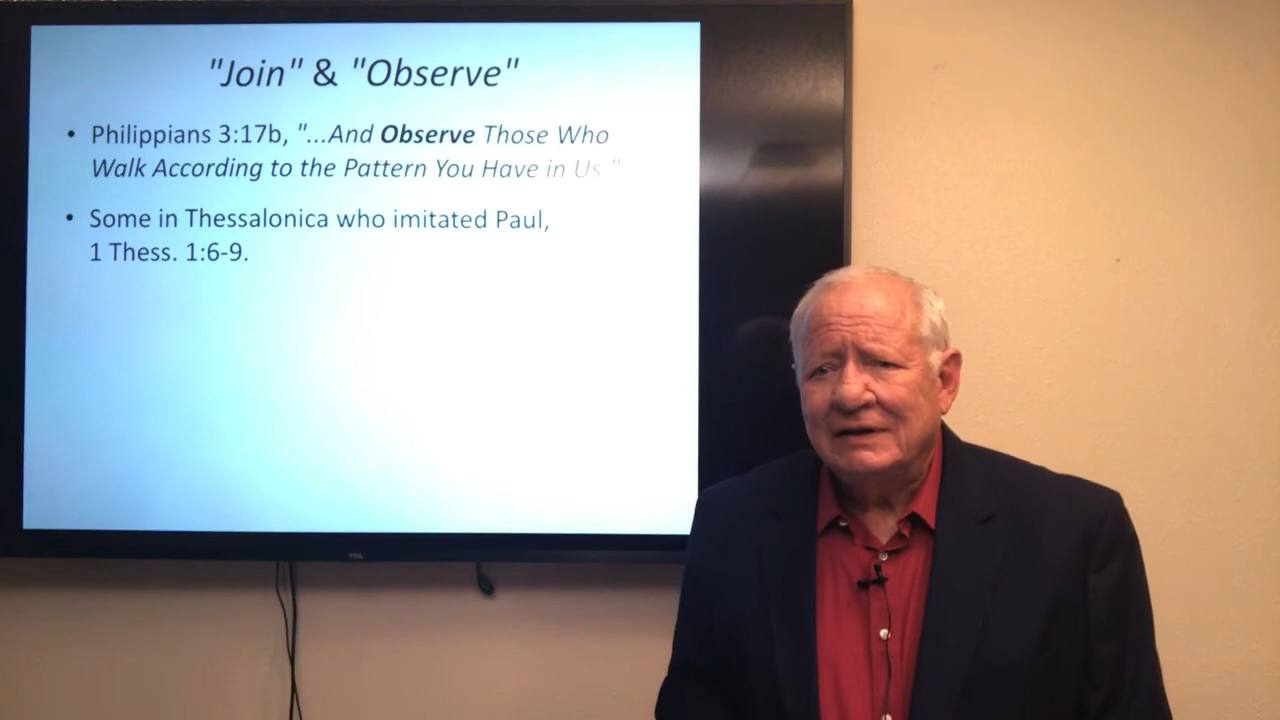 "Join" & "Observe"
• Philippians 3:17b, "...And Observe Those Who
Walk According to the Pattern You Have in Us."
• Some in Thessalonica who imitated Paul,
1 Thess. 1:6-9.
TCL